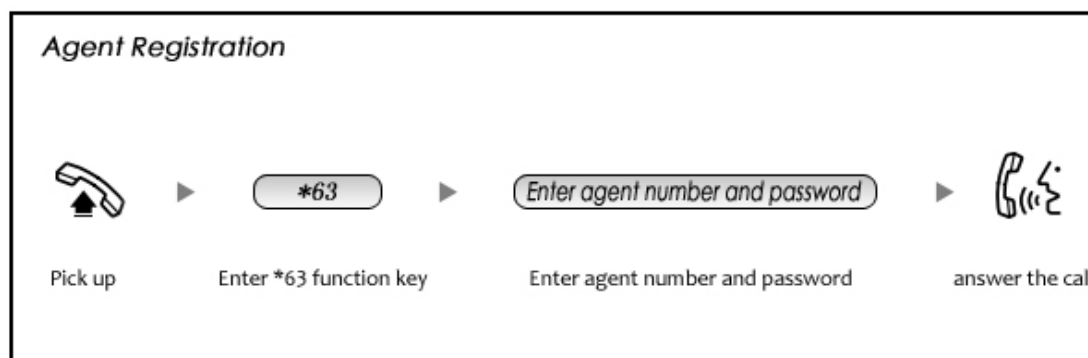 Agent Registration
*63
Enter agent number and password
Pick up
Enter *63 function key
Enter agent number and password
answer the cal